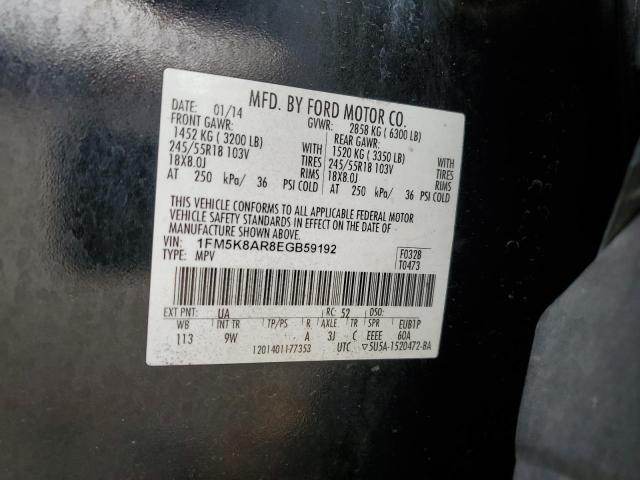 MFD. BY FORD MOTOR CO.
DATE: 01/14 GVWR: 2858 KG ( 6300 LB)
FRONT GAWR: REAR GAWR:
1452 KG ( 3200 LB) WITH 1520 KG ( 3350 LB) WITH
245/55R18 103V TIRES 245/55R18 103V TIRES
18X8.0J RIMS 18X8.0J RIMS
AT 250 kPa/ 36 PSI COLD AT 250 kPa/ 36 PSI COLD
THIS VEHICLE CONFORMS TO ALL APPLICABLE FEDERAL MOTOR
VEHICLE SAFETY STANDARDS IN EFFECT ON THE DATE OF
MANUFACTURE SHOWN ABOVE.
VIN: 1FM5K8AR8EGB59192 F0328
TYPE: MPV T0473
EXT PNT: UA RC: 52 DSO:
WB INT TR TP/PS R AXLE TR SPR EUB1P
113 9W A 3J C EEEE 60A
1201401177353 UTC ▽5U5A-1520472-BA